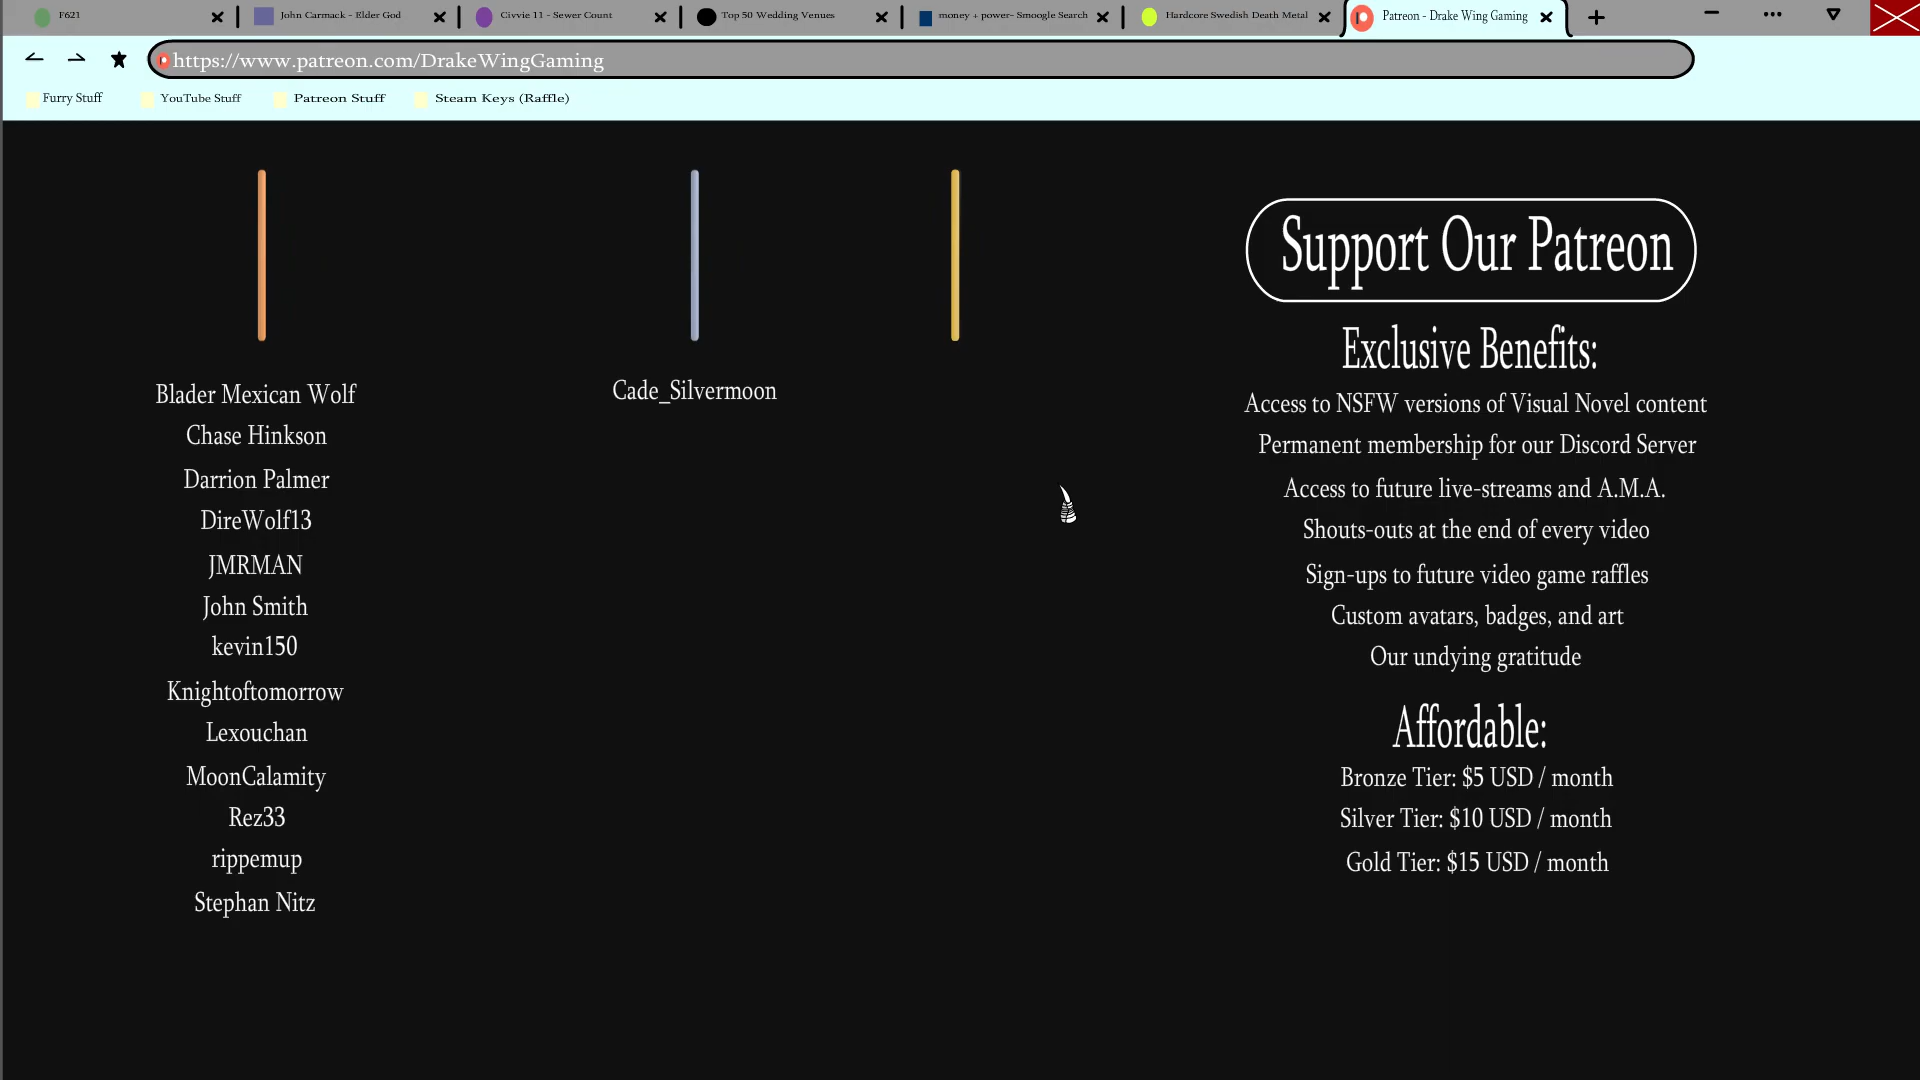 F621
John Carmack - Elder God
Civvie 11 - Sewer Count
Top 50 Wedding Venues
money + power- Smoogle Search
Hardcore Swedish Death Metal
Patreon - Drake Wing Gaming
https://www.patreon.com/DrakeWingGaming
Furry Stuff
YouTube Stuff
Patreon Stuff
Steam Keys (Raffle)
Blader Mexican Wolf
Chase Hinkson
Darrion Palmer
DireWolf13
JMRMAN
John Smith
kevin150
Knightoftomorrow
Lexouchan
MoonCalamity
Rez33
rippemup
Stephan Nitz
Cade_Silvermoon
Support Our Patreon
Exclusive Benefits:
Access to NSFW versions of Visual Novel content
Permanent membership for our Discord Server
Access to future live-streams and A.M.A.
Shouts-outs at the end of every video
Sign-ups to future video game raffles
Custom avatars, badges, and art
Our undying gratitude
Affordable:
Bronze Tier: $5 USD / month
Silver Tier: $10 USD / month
Gold Tier: $15 USD / month